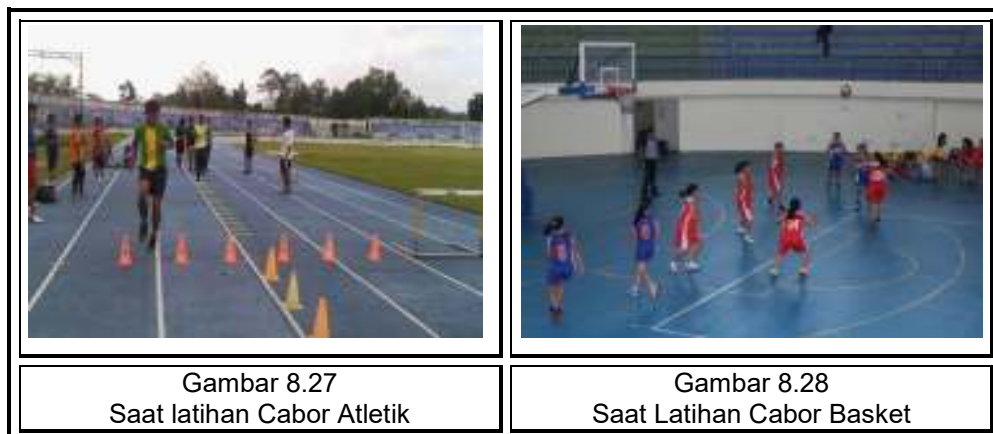 Gambar 8.27
Saat latihan Cabor Atletik
Gambar 8.28
Saat Latihan Cabor Basket